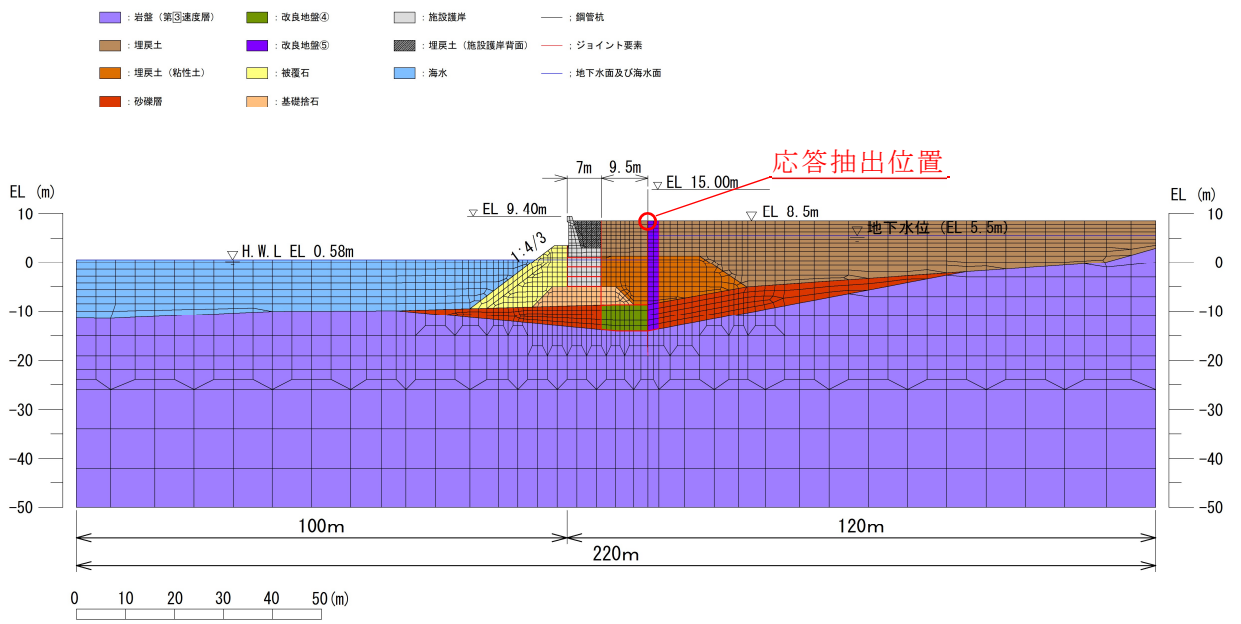 ：岩盤（第③速度層）
：改良地盤④
：施設護岸
；鋼管杭
：埋戻土
：改良地盤⑤
：埋戻土（施設護岸背面）
；ジョイント要素
：埋戻土（粘性土）
：被覆石
：海水
；地下水面及び海水面
：砂礫層
：基礎捨石
応答抽出位置
7m 9.5m
EL 15.00m
EL (m)
EL (m)
EL 9.40m
EL 8.5m
地下水位 (EL 5.5m)
H.W.L EL 0.58m
1:4/3
10
0
-10
-20
-30
-40
-50
10
0
-10
-20
-30
-40
-50
100m
120m
220m
0 10 20 30 40 50(m)